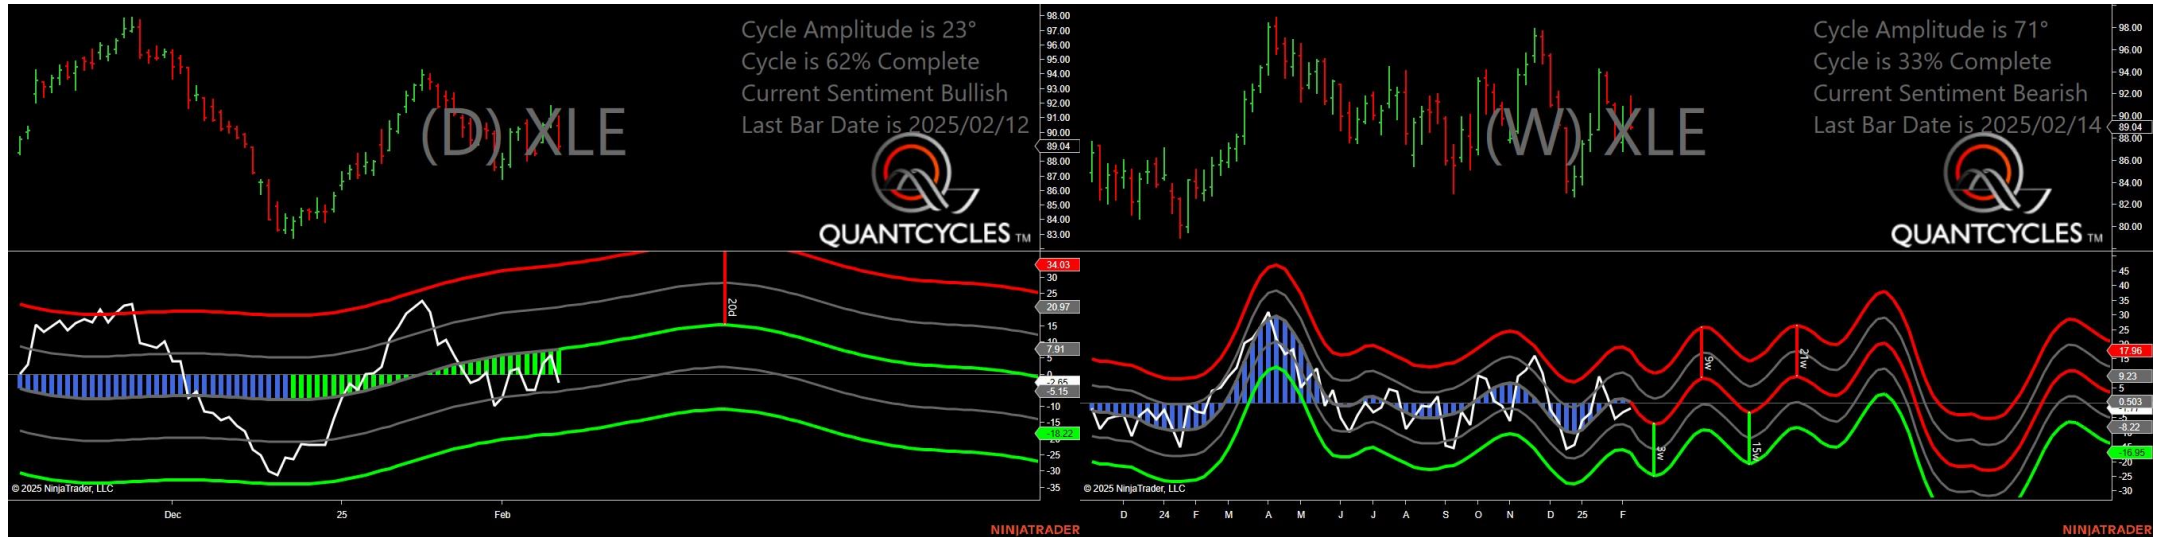 Cycle Amplitude is 23°
Cycle is 62% Complete
Current Sentiment Bullish
Last Bar Date is 2025/02/12
(D) XLE
QUANTCYCLES TM
98.00
97.00
96.00
95.00
94.00
93.00
92.00
91.00
90.00
89.04
88.00
87.00
86.00
85.00
84.00
83.00
34.03
30
25
20.97
15
10
7.91
5
-2.65
-5.15
-10
-15
-18.22
-25
-30
-35
20d
© 2025 NinjaTrader, LLC
Dec
25
Feb
NINJATRADER
Cycle Amplitude is 71°
Cycle is 33% Complete
Current Sentiment Bearish
Last Bar Date is 2025/02/14
(W) XLE
QUANTCYCLES TM
98.00
96.00
94.00
92.00
90.00
89.04
88.00
86.00
84.00
82.00
80.00
45
40
35
30
25
20
17.96
15
9.23
5
0.503
-5
-8.22
-16.95
-20
-25
-30
9w
21w
3w
15w
© 2025 NinjaTrader, LLC
D
24
F
M
A
M
J
J
A
S
O
N
D
25
F
NINJATRADER